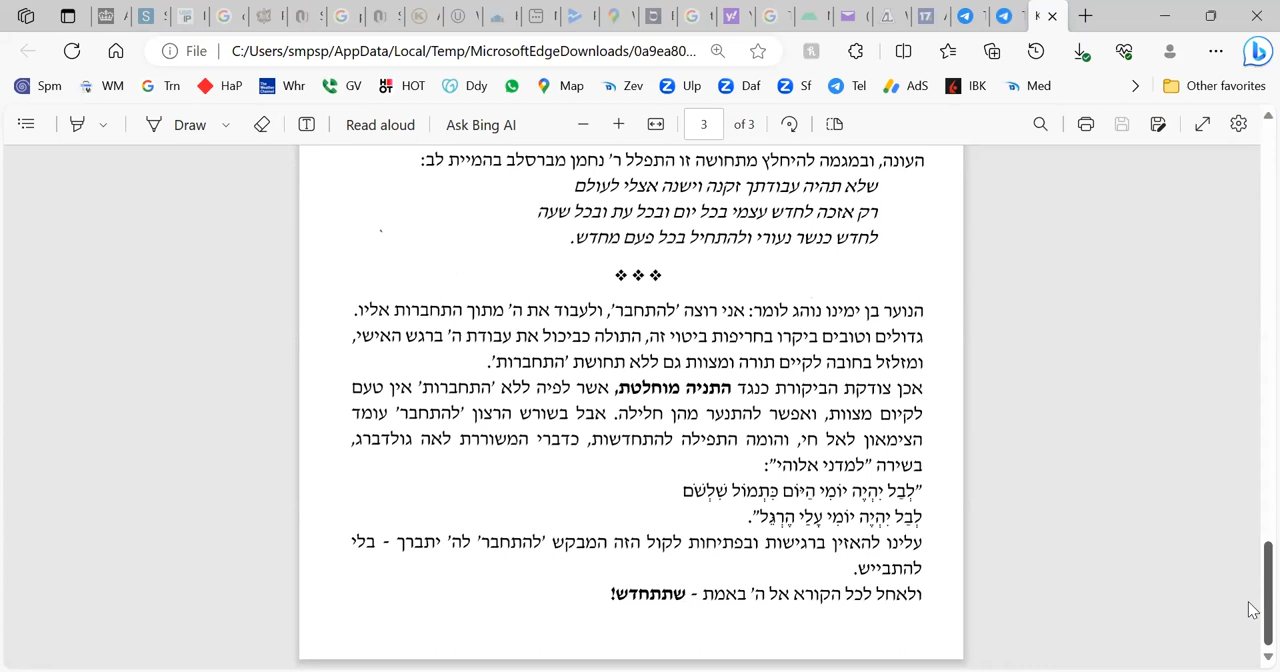 File
C:/Users/smpsp/AppData/Local/Temp/MicrosoftEdgeDownloads/0a9ea80...
Spm WM Trn HaP Whr GV HOT Ddy Map Zev Ulp Daf Sf Tel AdS IBK Med Other favorites
Draw Read aloud Ask Bing AI 3 of 3
העונה, ובמגמה להיחלץ מתחושה זו התפלל ר' נחמן מברסלב בהמיית לב:
שלא תהיה עבודתך זקנה וישנה אצלי לעולם
רק אזכה לחדש עצמי בכל יום ובכל עת ובכל שעה
לחדש כנשר נעורי ולהתחיל בכל פעם מחדש.
❖ ❖ ❖
הנוער בן ימינו נוהג לומר: אני רוצה 'להתחבר', ולעבוד את ה' מתוך התחברות אליו.
גדולים וטובים ביקרו בחריפות ביטוי זה, התולה כביכול את עבודת ה' ברגש האישי,
ומזלזל בחובה לקיים תורה ומצוות גם ללא תחושת 'התחברות'.
אכן צודקת הביקורת כנגד התניה מוחלטת, אשר לפיה ללא 'התחברות' אין טעם
לקיום מצוות, ואפשר להתנער מהן חלילה. אבל בשורש הרצון 'להתחבר' עומד
הצימאון לאל חי, והומה התפילה להתחדשות, כדברי המשוררת לאה גולדברג,
בשירה "למדני אלוהי":
"לְבַל יִהְיֶה יוֹמִי הַיּוֹם כִּתְמוֹל שִׁלְשֹׁם
לְבַל יִהְיֶה יוֹמִי עָלַי הֶרְגֵּל".
עלינו להאזין ברגישות ובפתיחות לקול הזה המבקש 'להתחבר' לה' יתברך - בלי
להתבייש.
ולאחל לכל הקורא אל ה' באמת - שתתחדש!